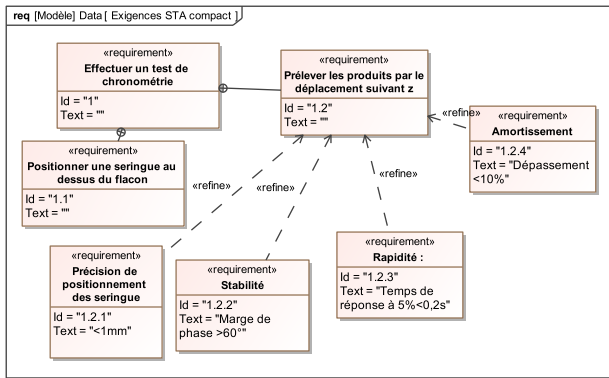 req [Modèle] Data [ Exigences STA compact ]
«requirement»
Effectuer un test de
chronométrie
Id = "1"
Text = ""
«requirement»
Prélever les produits par le
déplacement suivant z
Id = "1.2"
Text = ""
«refine»
«requirement»
Amortissement
Id = "1.2.4"
Text = "Dépassement
<10%"
«requirement»
Positionner une seringue au
dessus du flacon
Id = "1.1"
Text = ""
«refine»
«refine»
«refine»
«requirement»
Précision de
positionnement
des seringue
Id = "1.2.1"
Text = "<1mm"
«requirement»
Stabilité
Id = "1.2.2"
Text = "Marge de
phase >60°"
«requirement»
Rapidité :
Id = "1.2.3"
Text = "Temps de
réponse à 5%<0,2s"